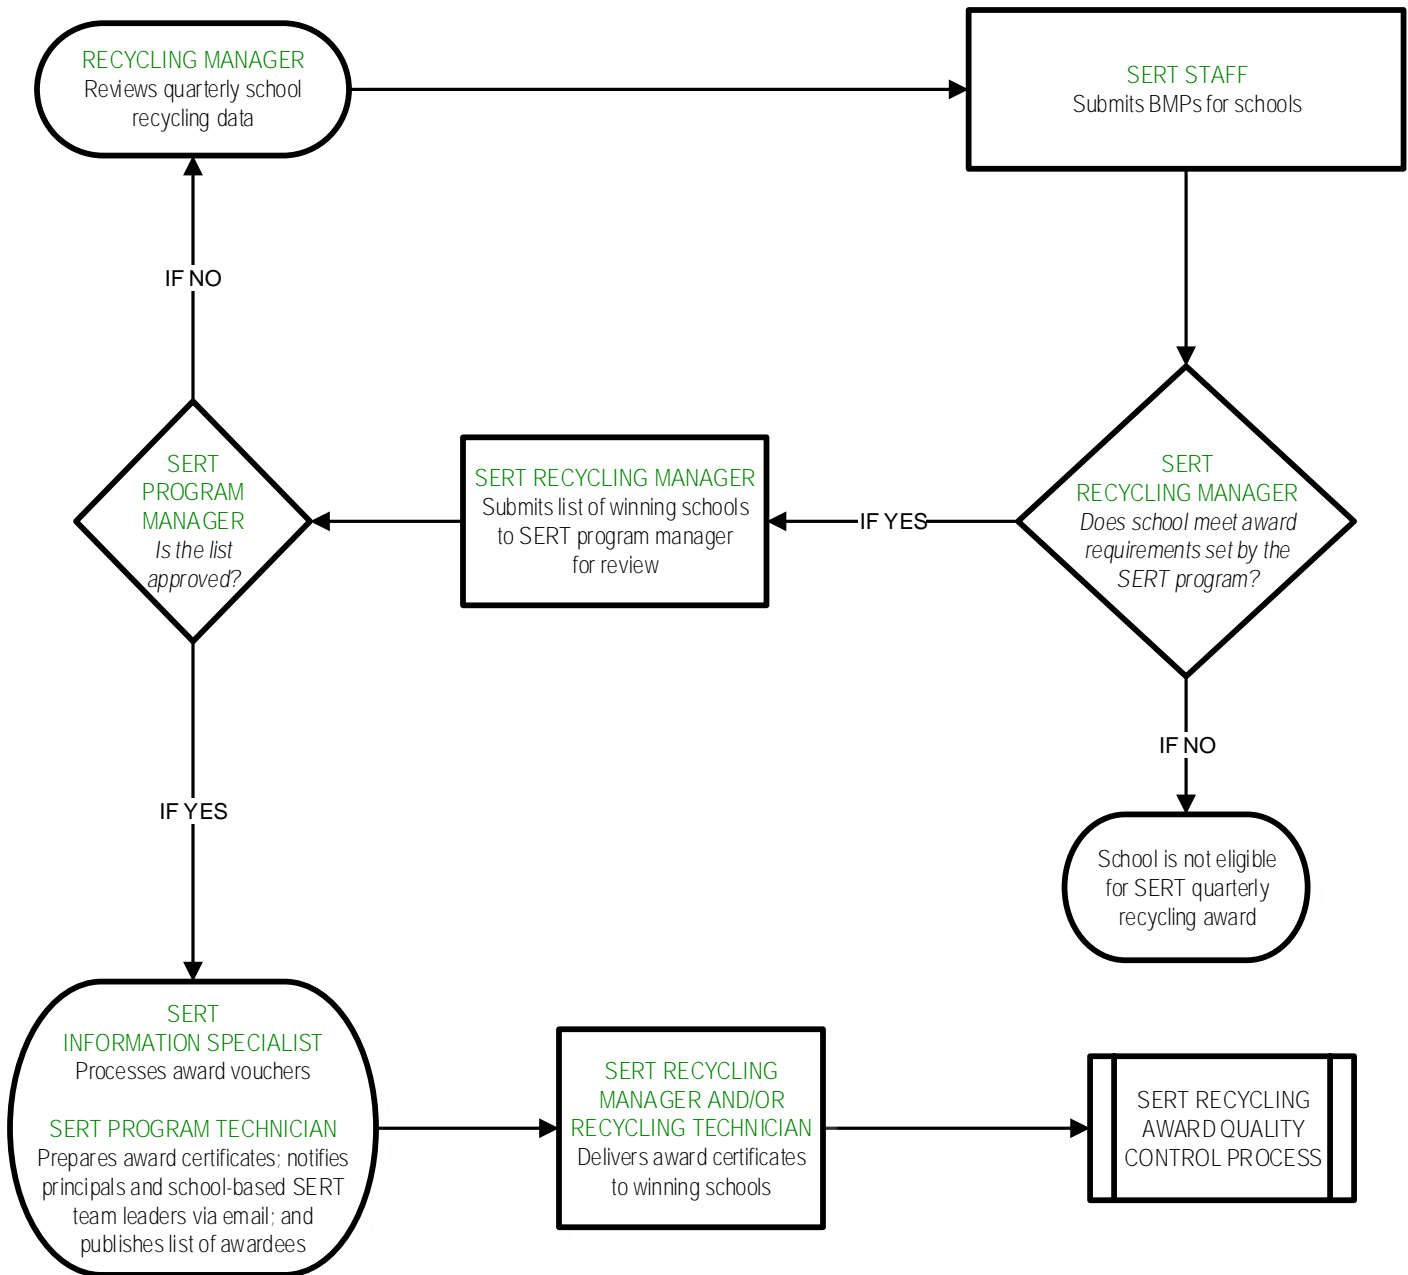 RECYCLING MANAGER
Reviews quarterly school
recycling data
SERT STAFF
Submits BMPs for schools
IF NO
SERT
PROGRAM
MANAGER
Is the list
approved?
SERT RECYCLING MANAGER
Submits list of winning schools
to SERT program manager
for review
IF YES
SERT
RECYCLING MANAGER
Does school meet award
requirements set by the
SERT program?
IF NO
IF YES
School is not eligible
for SERT quarterly
recycling award
SERT
INFORMATION SPECIALIST
Processes award vouchers
SERT PROGRAM TECHNICIAN
Prepares award certificates; notifies
principals and school-based SERT
team leaders via email; and
publishes list of awardees
SERT RECYCLING
MANAGER AND/OR
RECYCLING TECHNICIAN
Delivers award certificates
to winning schools
SERT RECYCLING
AWARD QUALITY
CONTROL PROCESS